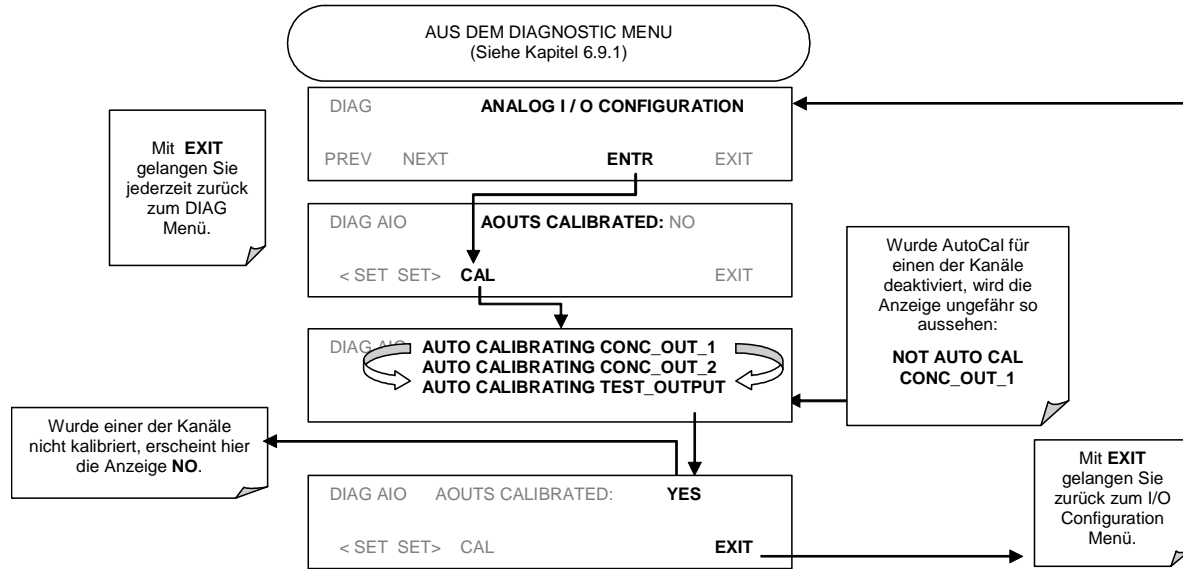 AUS DEM DIAGNOSTIC MENU
(Siehe Kapitel 6.9.1)
DIAG ANALOG I / O CONFIGURATION
PREV NEXT ENTR EXIT
Mit EXIT
gelangen Sie
jederzeit zurück
zum DIAG
Menü.
DIAG AIO AOUTS CALIBRATED: NO
< SET SET> CAL EXIT
Wurde AutoCal für
einen der Kanäle
deaktiviert, wird die
Anzeige ungefähr so
aussehen:
NOT AUTO CAL
CONC_OUT_1
DIAG AIO AUTO CALIBRATING CONC_OUT_1
AUTO CALIBRATING CONC_OUT_2
AUTO CALIBRATING TEST_OUTPUT
Wurde einer der Kanäle
nicht kalibriert, erscheint hier
die Anzeige NO.
DIAG AIO AOUTS CALIBRATED: YES
< SET SET> CAL EXIT
Mit EXIT
gelangen Sie
zurück zum I/O
Configuration
Menü.